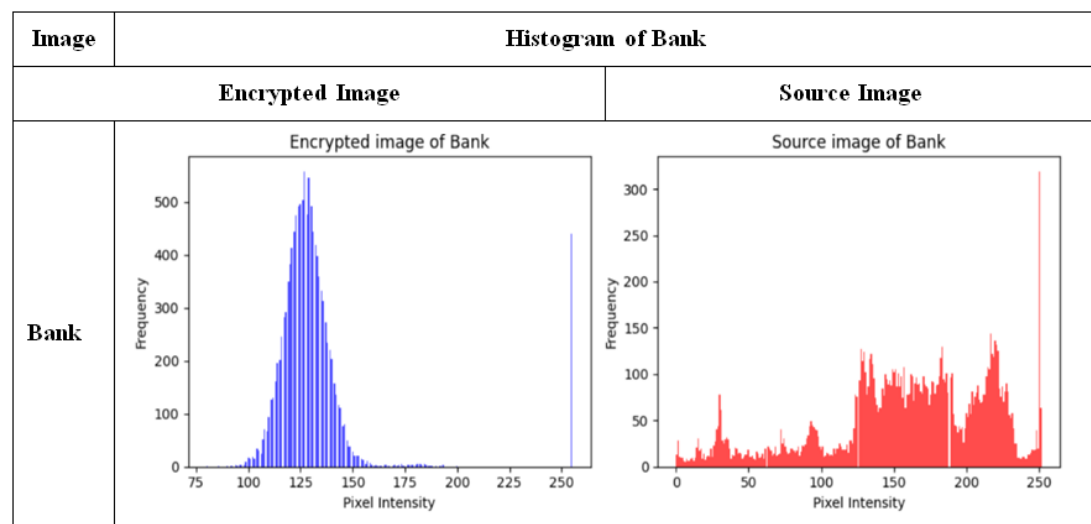 Image
Histogram of Bank
Encrypted Image
Source Image
Bank
Encrypted image of Bank
Frequency
500
400
300
200
100
0
75 100 125 150 175 200 225 250
Pixel Intensity
Source image of Bank
Frequency
300
250
200
150
100
50
0
0 50 100 150 200 250
Pixel Intensity